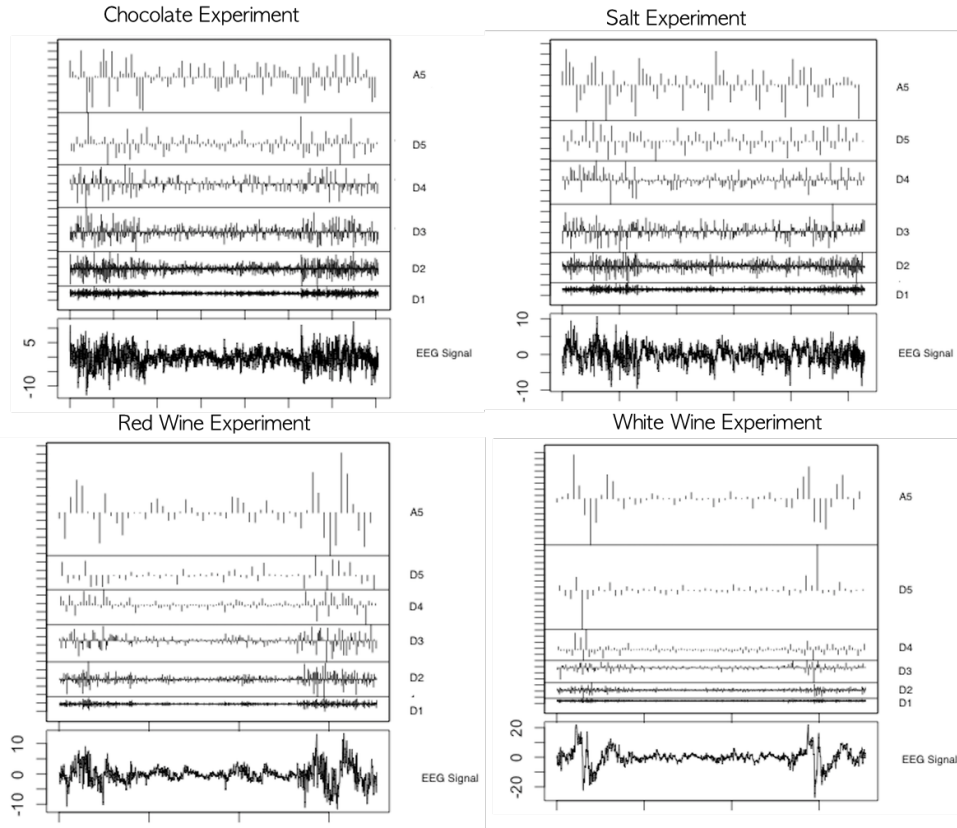 Chocolate Experiment
A5
D5
D4
D3
D2
D1
5
-10
EEG Signal
Salt Experiment
A5
D5
D4
D3
D2
D1
10
0
-10
EEG Signal
Red Wine Experiment
A5
D5
D4
D3
D2
D1
10
0
-10
EEG Signal
White Wine Experiment
A5
D5
D4
D3
D2
D1
20
0
-20
EEG Signal